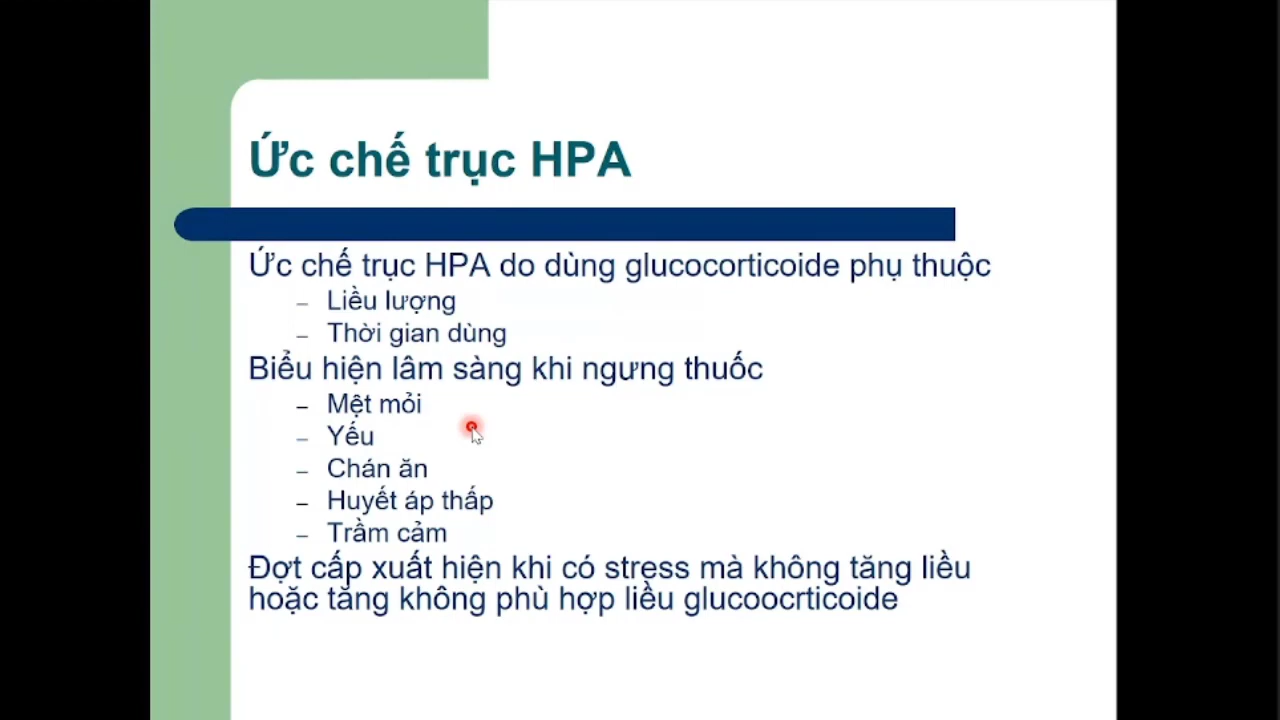 Ức chế trục HPA
Ức chế trục HPA do dùng glucocorticoide phụ thuộc
– Liều lượng
– Thời gian dùng
Biểu hiện lâm sàng khi ngưng thuốc
– Mệt mỏi
– Yếu
– Chán ăn
– Huyết áp thấp
– Trầm cảm
Đợt cấp xuất hiện khi có stress mà không tăng liều
hoặc tăng không phù hợp liều glucoocrticoide